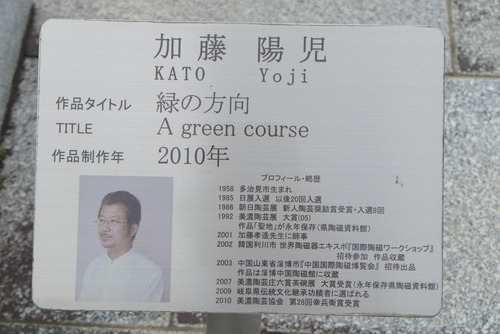 加藤 陽児
KATO Yoji
作品タイトル 緑の方向
TITLE A green course
作品制作年 2010年
プロフィール・略歴
1958 多治見市生まれ
1985 日展入選 以後20回入選
1986 朝日陶芸展 新人陶芸奨励賞受賞・入選8回
1992 美濃陶芸展 大賞(05)
作品「聖地」が永年保存(県陶磁資料館)
2001 加藤孝造先生に師事
2002 韓国利川市 世界陶磁器エキスポ『国際陶磁ワークショップ』
招待参加 作品収蔵
2003 中国山東省淄博市『中国国際陶磁博覧会』 招待出品
作品は淄博中国陶磁館に収蔵
2007 美濃陶芸庄六賞茶碗展 大賞受賞(永年保存県陶磁資料館)
2009 岐阜県伝統文化継承功績者に選ばれる
2010 美濃陶芸協会 第28回幸兵衛賞受賞